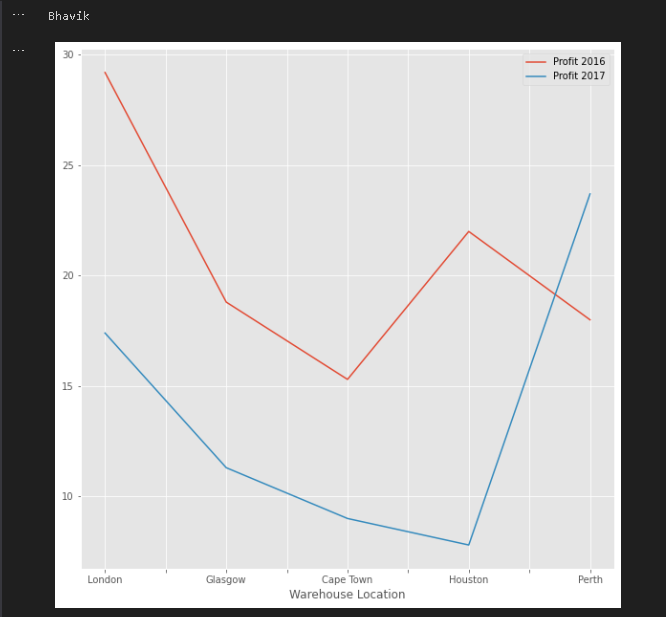 Bhavik
30
Profit 2016
Profit 2017
25
20
15
10
London Glasgow Cape Town Houston Perth
Warehouse Location